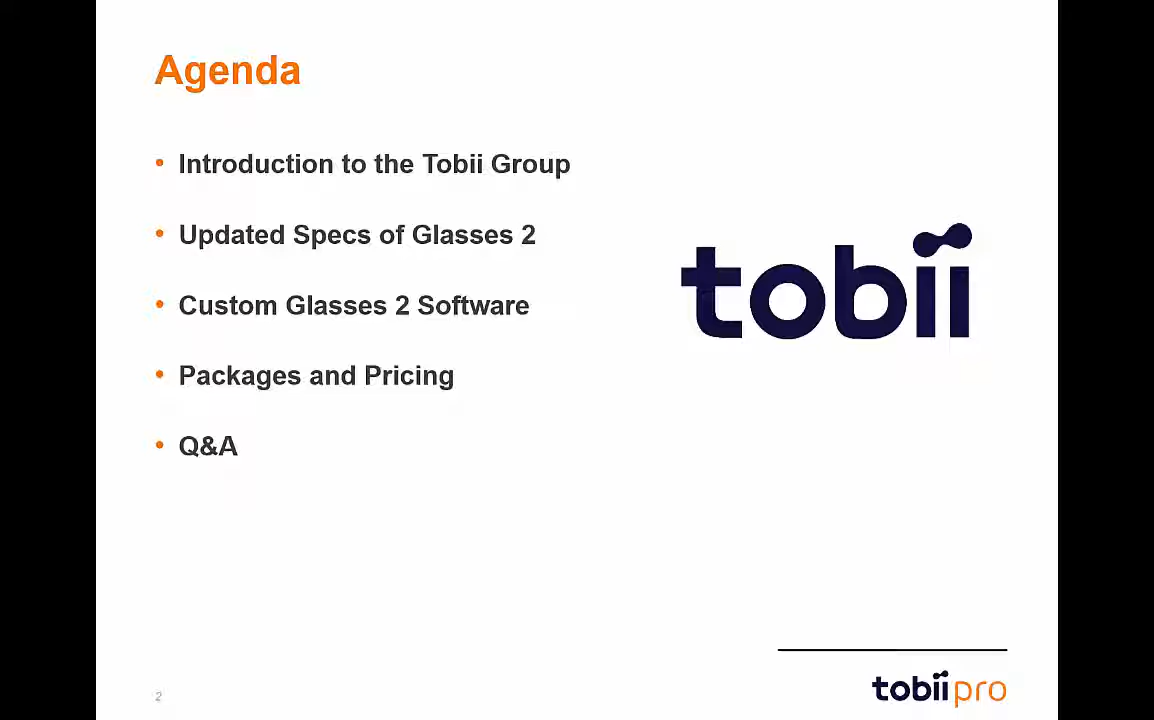 Agenda
• Introduction to the Tobii Group
• Updated Specs of Glasses 2
• Custom Glasses 2 Software
• Packages and Pricing
• Q&A
tobii
2
tobii pro